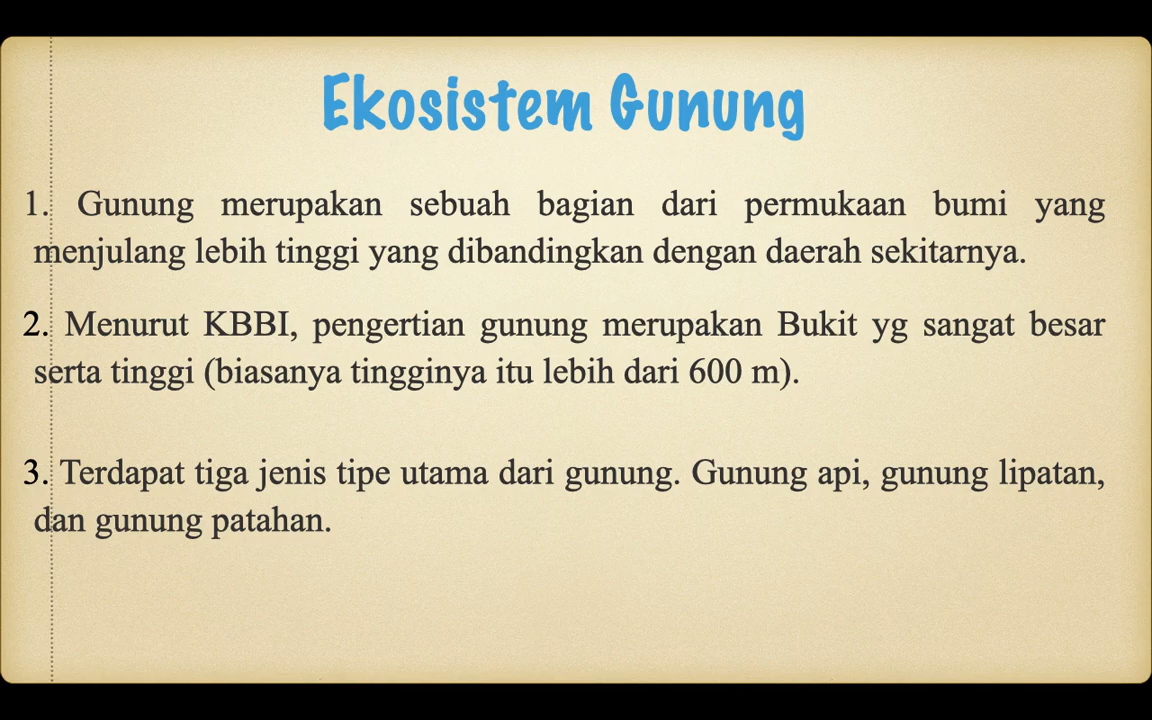 Ekosistem Gunung
1. Gunung merupakan sebuah bagian dari permukaan bumi yang
menjulang lebih tinggi yang dibandingkan dengan daerah sekitarnya.
2. Menurut KBBI, pengertian gunung merupakan Bukit yg sangat besar
serta tinggi (biasanya tingginya itu lebih dari 600 m).
3. Terdapat tiga jenis tipe utama dari gunung. Gunung api, gunung lipatan,
dan gunung patahan.